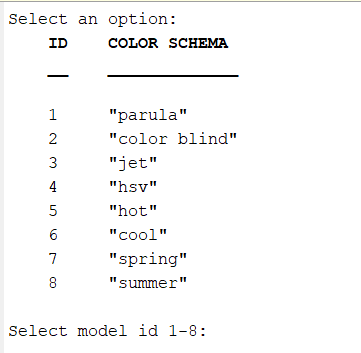 Select an option:
ID COLOR SCHEMA
1 "parula"
2 "color blind"
3 "jet"
4 "hsv"
5 "hot"
6 "cool"
7 "spring"
8 "summer"
Select model id 1-8: